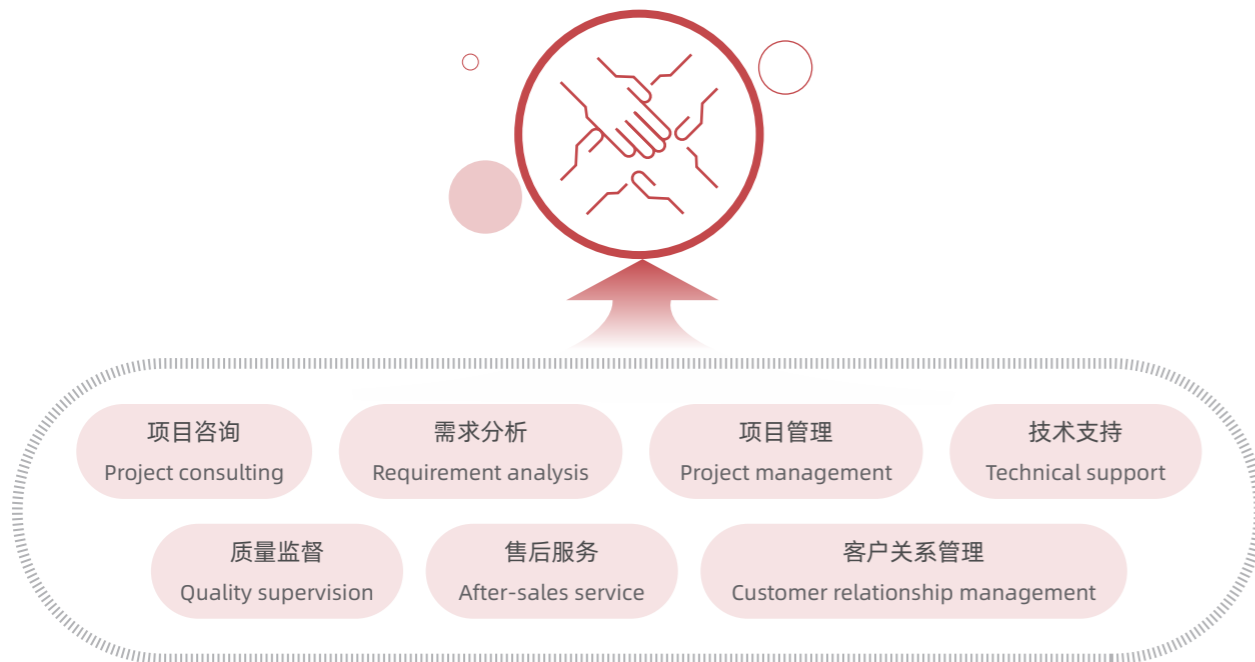 项目咨询
Project consulting
需求分析
Requirement analysis
项目管理
Project management
技术支持
Technical support
质量监督
Quality supervision
售后服务
After-sales service
客户关系管理
Customer relationship management